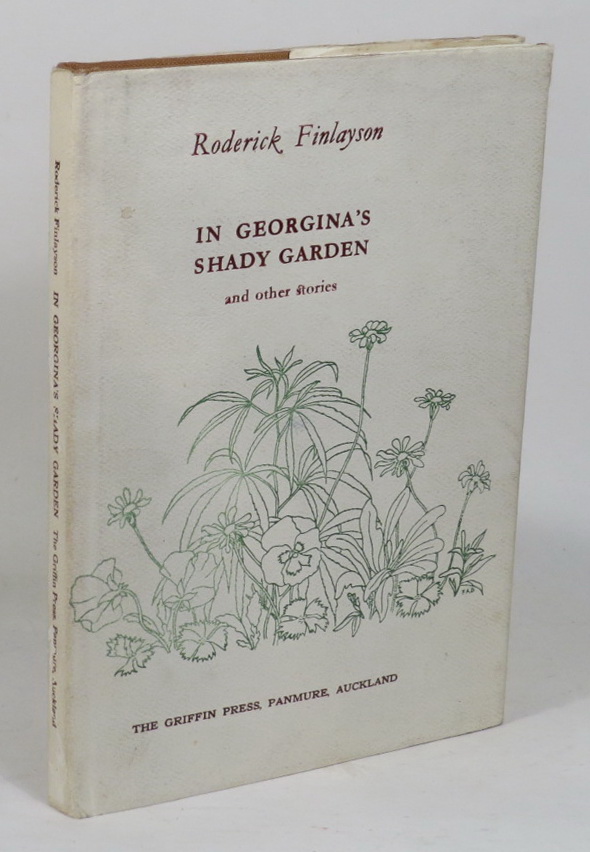 Roderick Finlayson
IN GEORGINA'S
SHADY GARDEN
and other stories
THE GRIFFIN PRESS, PANMURE, AUCKLAND
Roderick Finlayson IN GEORGINA'S SHADY GARDEN The Griffin Press, Panmure, Auckland